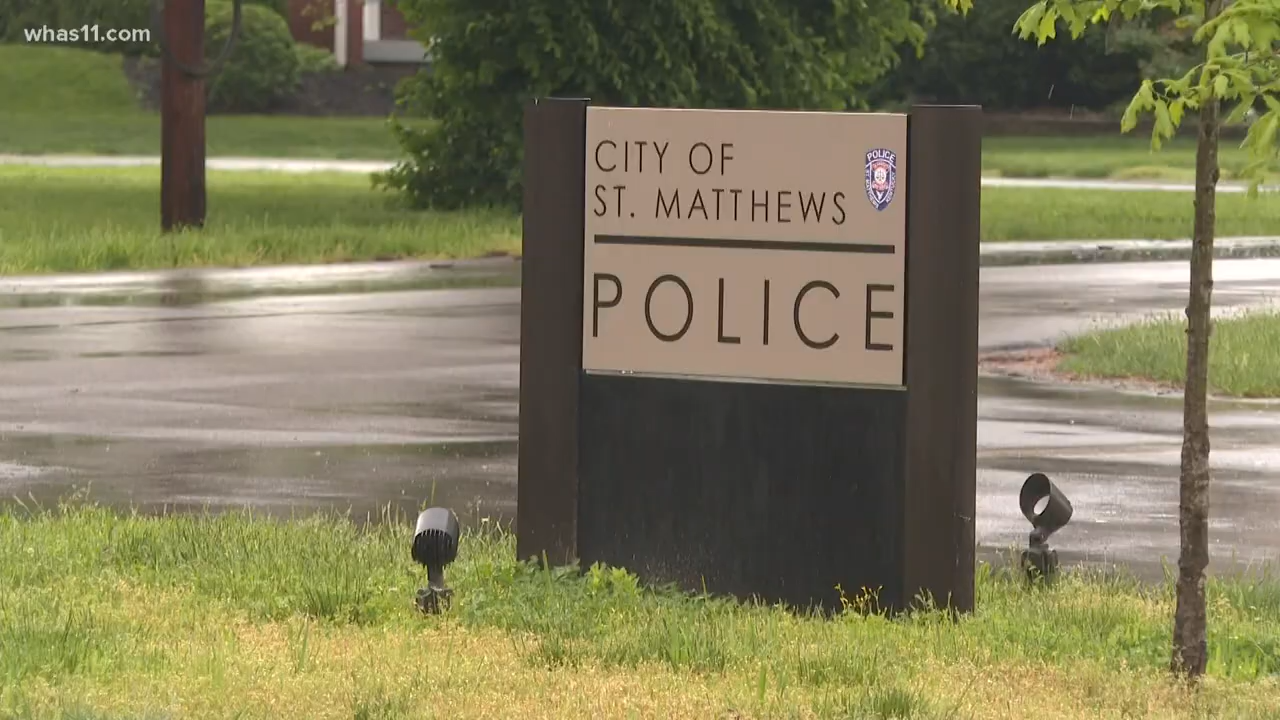 whas11.com
CITY OF
ST. MATTHEWS
POLICE
POLICE